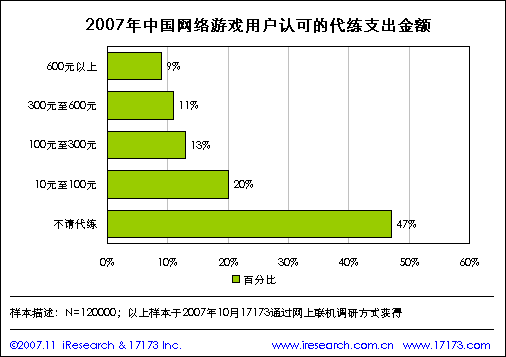 2007年中国网络游戏用户认可的代练支出金额
600元以上 9%
300元至600元 11%
100元至300元 13%
10元至100元 20%
不请代练 47%
0% 10% 20% 30% 40% 50% 60%
百分比
样本描述：N=120000；以上样本于2007年10月17173通过网上联机调研方式获得
©2007.11 iResearch & 17173 Inc. www.iresearch.com.cn www.17173.com